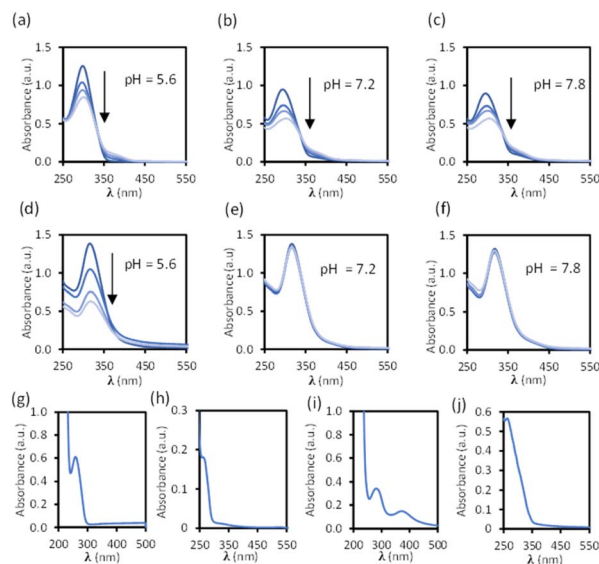 (a) (b) (c)
Absorbance (a.u.) 1.5 1.0 0.5 0.0 pH = 5.6 250 350 450 550 λ (nm)
Absorbance (a.u.) 1.5 1.0 0.5 0.0 pH = 7.2 250 350 450 550 λ (nm)
Absorbance (a.u.) 1.5 1.0 0.5 0.0 pH = 7.8 250 350 450 550 λ (nm)
(d) (e) (f)
Absorbance (a.u.) 1.5 1.0 0.5 0.0 pH = 5.6 250 350 450 550 λ (nm)
Absorbance (a.u) 1.5 1.0 0.5 0.0 pH = 7.2 250 350 450 550 λ (nm)
Absorbance (a.u.) 1.5 1.0 0.5 0.0 pH = 7.8 250 350 450 550 λ (nm)
(g) (h) (i) (j)
Absorbance (a.u.) 1.0 0.8 0.6 0.4 0.2 0.0 200 300 400 500 λ (nm)
Absorbance (a.u.) 0.3 0.2 0.1 0 250 350 450 550 λ (nm)
Absorbance (a.u.) 1.0 0.8 0.6 0.4 0.2 0.0 200 300 400 500 λ (nm)
Absorbance (a.u.) 0.6 0.5 0.4 0.3 0.2 0.1 0 250 350 450 550 λ (nm)